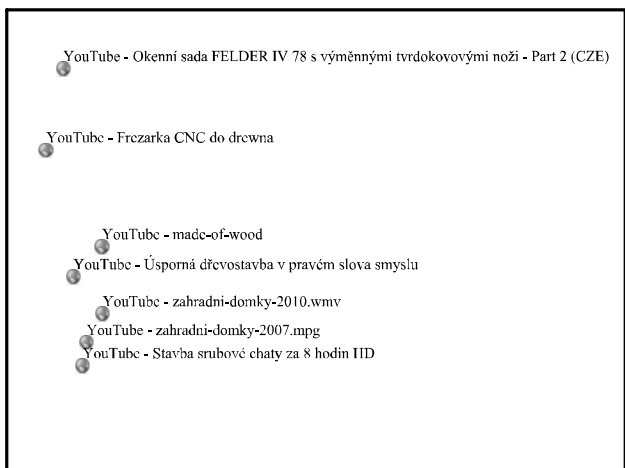 YouTube - Okenní sada FELDER IV 78 s výměnnými tvrdokovovými noži - Part 2 (CZE)
YouTube - Frezarka CNC do drewna
YouTube - made-of-wood
YouTube - Úsporná dřevostavba v pravém slova smyslu
YouTube - zahradni-domky-2010.wmv
YouTube - zahradni-domky-2007.mpg
YouTube - Stavba srubové chaty za 8 hodin HD